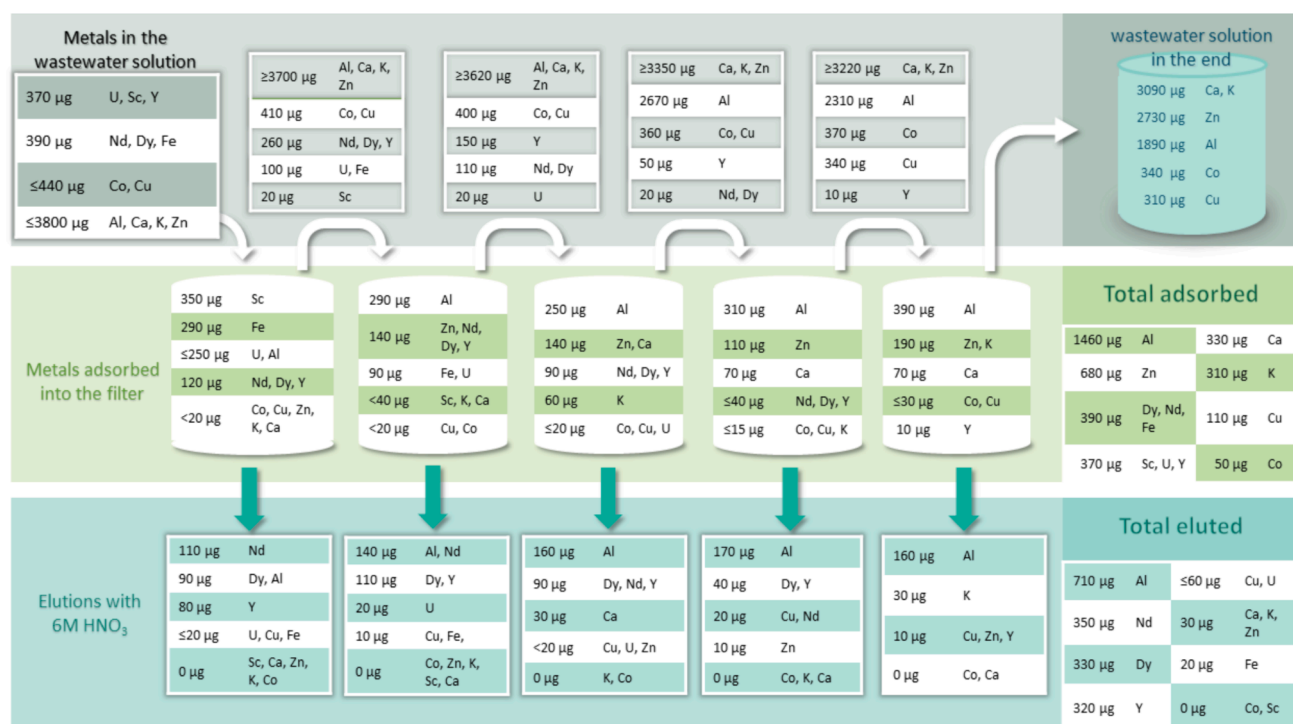 Metals in the
wastewater solution
370 µg U, Sc, Y
390 µg Nd, Dy, Fe
≤440 µg Co, Cu
≤3800 µg Al, Ca, K, Zn
≥3700 µg Al, Ca, K,
Zn
410 µg Co, Cu
260 µg Nd, Dy, Y
100 µg U, Fe
20 µg Sc
≥3620 µg Al, Ca, K,
Zn
400 µg Co, Cu
150 µg Y
110 µg Nd, Dy
20 µg U
≥3350 µg Ca, K, Zn
2670 µg Al
360 µg Co, Cu
50 µg Y
20 µg Nd, Dy
≥3220 µg Ca, K, Zn
2310 µg Al
370 µg Co
340 µg Cu
10 µg Y
wastewater solution
in the end
3090 µg Ca, K
2730 µg Zn
1890 µg Al
340 µg Co
310 µg Cu
Metals adsorbed
into the filter
350 µg Sc
290 µg Fe
≤250 µg U, Al
120 µg Nd, Dy, Y
<20 µg Co, Cu, Zn,
K, Ca
290 µg Al
140 µg Zn, Nd,
Dy, Y
90 µg Fe, U
<40 µg Sc, K, Ca
<20 µg Cu, Co
250 µg Al
140 µg Zn, Ca
90 µg Nd, Dy, Y
60 µg K
≤20 µg Co, Cu, U
310 µg Al
110 µg Zn
70 µg Ca
≤40 µg Nd, Dy, Y
≤15 µg Co, Cu, K
390 µg Al
190 µg Zn, K
70 µg Ca
≤30 µg Co, Cu
10 µg Y
Total adsorbed
1460 µg Al 330 µg Ca
680 µg Zn 310 µg K
390 µg Dy, Nd,
Fe 110 µg Cu
370 µg Sc, U, Y 50 µg Co
Elutions with
6M HNO₃
110 µg Nd
90 µg Dy, Al
80 µg Y
≤20 µg U, Cu, Fe
0 µg Sc, Ca, Zn,
K, Co
140 µg Al, Nd
110 µg Dy, Y
20 µg U
10 µg Cu, Fe,
0 µg Co, Zn, K,
Sc, Ca
160 µg Al
90 µg Dy, Nd, Y
30 µg Ca
<20 µg Cu, U, Zn
0 µg K, Co
170 µg Al
40 µg Dy, Y
20 µg Cu, Nd
10 µg Zn
0 µg Co, K, Ca
160 µg Al
30 µg K
10 µg Cu, Zn, Y
0 µg Co, Ca
Total eluted
710 µg Al ≤60 µg Cu, U
350 µg Nd 30 µg Ca, K,
Zn
330 µg Dy 20 µg Fe
320 µg Y 0 µg Co, Sc